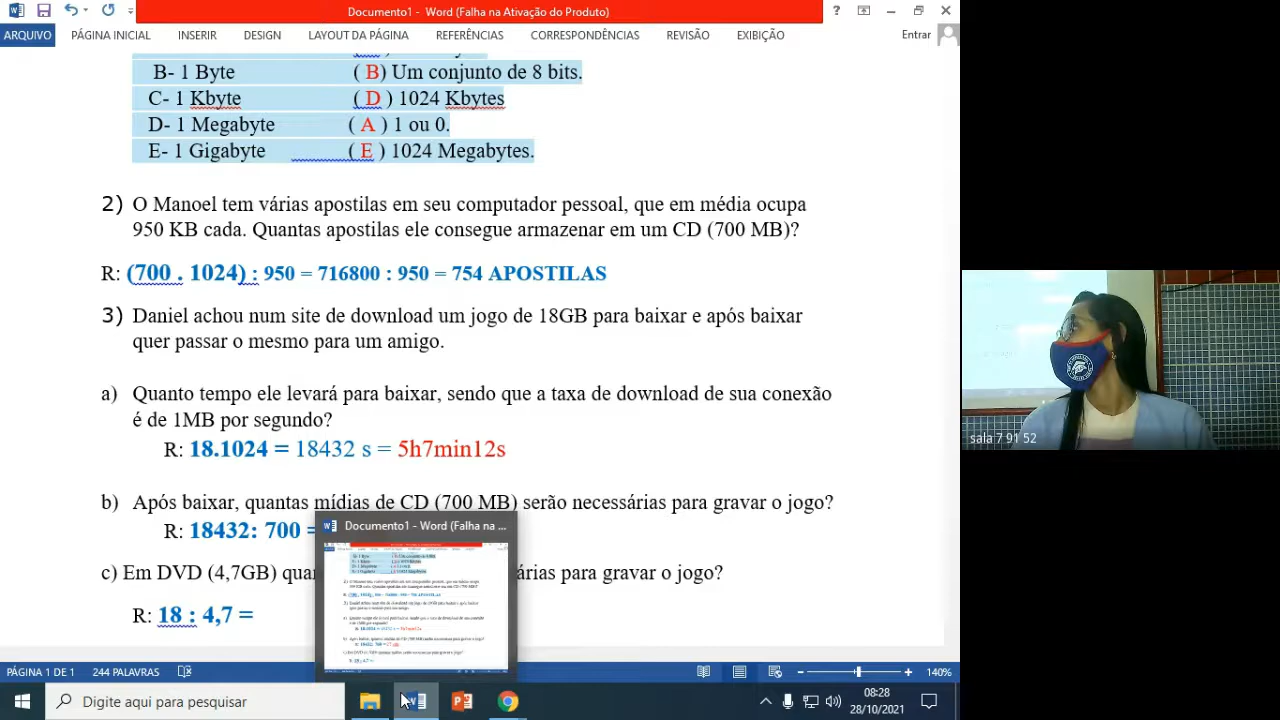 Documento1 - Word (Falha na Ativação do Produto)
ARQUIVO PÁGINA INICIAL INSERIR DESIGN LAYOUT DA PÁGINA REFERÊNCIAS CORRESPONDÊNCIAS REVISÃO EXIBIÇÃO Entrar
B- 1 Byte ( B) Um conjunto de 8 bits.
C- 1 Kbyte ( D ) 1024 Kbytes
D- 1 Megabyte ( A ) 1 ou 0.
E- 1 Gigabyte ( E ) 1024 Megabytes.
2) O Manoel tem várias apostilas em seu computador pessoal, que em média ocupa
950 KB cada. Quantas apostilas ele consegue armazenar em um CD (700 MB)?
R: (700 . 1024) : 950 = 716800 : 950 = 754 APOSTILAS
3) Daniel achou num site de download um jogo de 18GB para baixar e após baixar
quer passar o mesmo para um amigo.
a) Quanto tempo ele levará para baixar, sendo que a taxa de download de sua conexão
é de 1MB por segundo?
R: 18.1024 = 18432 s = 5h7min12s
b) Após baixar, quantas mídias de CD (700 MB) serão necessárias para gravar o jogo?
R: 18432: 700 =
Documento1 - Word (Falha na ...
c) Em DVD (4,7GB) quan árias para gravar o jogo?
R: 18 : 4,7 =
sala 7 91 52
PÁGINA 1 DE 1 244 PALAVRAS 140%
Digite aqui para pesquisar
08:28
28/10/2021